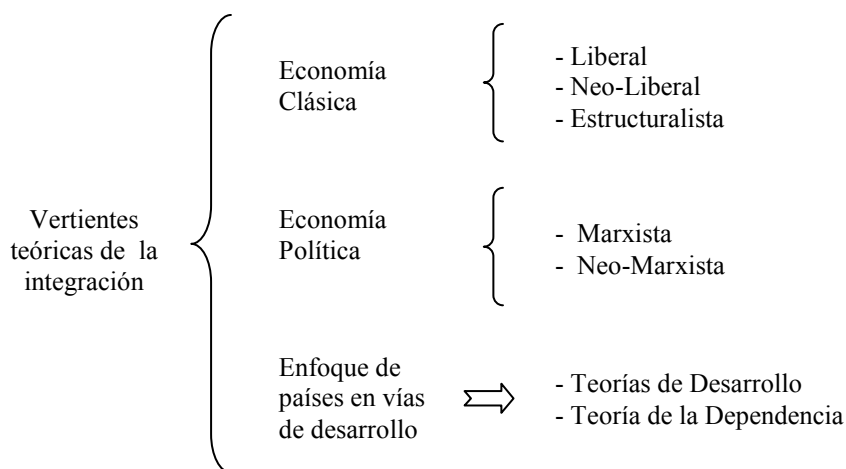 Vertientes
teóricas de la
integración
Economía
Clásica
- Liberal
- Neo-Liberal
- Estructuralista
Economía
Política
- Marxista
- Neo-Marxista
Enfoque de
países en vías
de desarrollo
- Teorías de Desarrollo
- Teoría de la Dependencia